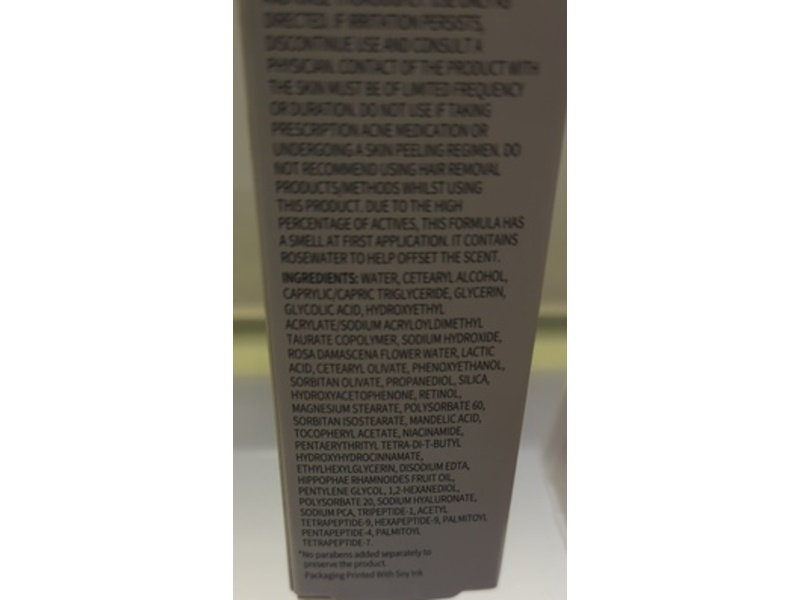 DIRECTED. IF IRRITATION PERSISTS,
DISCONTINUE USE AND CONSULT A
PHYSICIAN. CONTACT OF THE PRODUCT WITH
THE SKIN MUST BE OF LIMITED FREQUENCY
OR DURATION. DO NOT USE IF TAKING
PRESCRIPTION ACNE MEDICATION OR
UNDERGOING A SKIN PEELING REGIMEN. DO
NOT RECOMMEND USING HAIR REMOVAL
PRODUCTS/METHODS WHILST USING
THIS PRODUCT. DUE TO THE HIGH
PERCENTAGE OF ACTIVES, THIS FORMULA HAS
A SMELL AT FIRST APPLICATION. IT CONTAINS
ROSEWATER TO HELP OFFSET THE SCENT.
INGREDIENTS: WATER, CETEARYL ALCOHOL,
CAPRYLIC/CAPRIC TRIGLYCERIDE, GLYCERIN,
GLYCOLIC ACID, HYDROXYETHYL
ACRYLATE/SODIUM ACRYLOYLDIMETHYL
TAURATE COPOLYMER, SODIUM HYDROXIDE,
ROSA DAMASCENA FLOWER WATER, LACTIC
ACID, CETEARYL OLIVATE, PHENOXYETHANOL,
SORBITAN OLIVATE, PROPANEDIOL, SILICA,
HYDROXYACETOPHENONE, RETINOL,
MAGNESIUM STEARATE, POLYSORBATE 60,
SORBITAN ISOSTEARATE, MANDELIC ACID,
TOCOPHERYL ACETATE, NIACINAMIDE,
PENTAERYTHRITYL TETRA-DI-T-BUTYL
HYDROXYHYDROCINNAMATE,
ETHYLHEXYLGLYCERIN, DISODIUM EDTA,
HIPPOPHAE RHAMNOIDES FRUIT OIL,
PENTYLENE GLYCOL, 1,2-HEXANEDIOL,
POLYSORBATE 20, SODIUM HYALURONATE,
SODIUM PCA, TRIPEPTIDE-1, ACETYL
TETRAPEPTIDE-9, HEXAPEPTIDE-9, PALMITOYL
PENTAPEPTIDE-4, PALMITOYL
TETRAPEPTIDE-7.
*No parabens added separately to
preserve the product.
Packaging Printed With Soy Ink